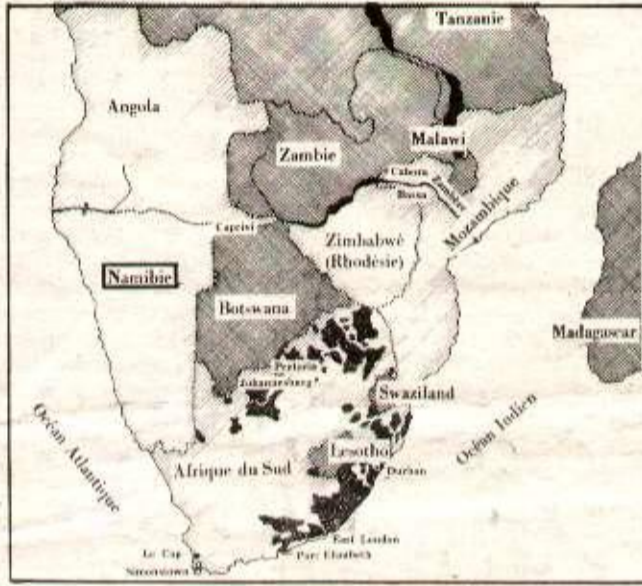 Tanzanie
Angola
Malawi
Zambie
Cabora
Zambèze
Bassa
Mozambique
Caprivi
Zimbabwé
(Rhodésie)
Namibie
Botswana
Madagascar
Pretoria
Johannesburg
Swaziland
Océan Indien
Océan Atlantique
Lesotho
Afrique du Sud
Durban
East London
Le Cap
Port Elizabeth
Simonstown